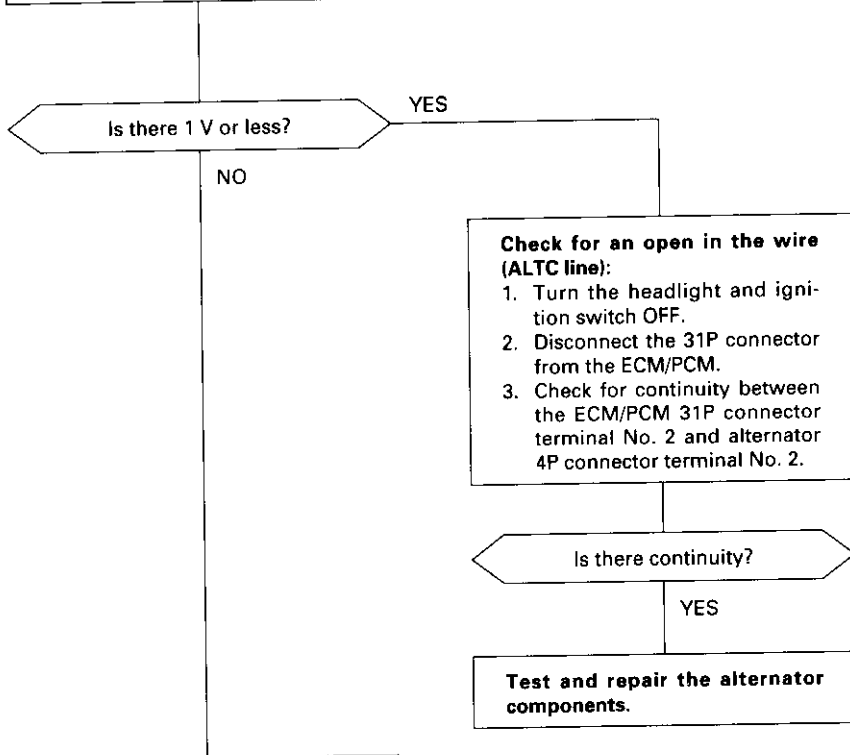 Is there 1 V or less?
YES
NO
Check for an open in the wire
(ALTC line):
1. Turn the headlight and igni-
tion switch OFF.
2. Disconnect the 31P connector
from the ECM/PCM.
3. Check for continuity between
the ECM/PCM 31P connector
terminal No. 2 and alternator
4P connector terminal No. 2.
Is there continuity?
YES
Test and repair the alternator
components.